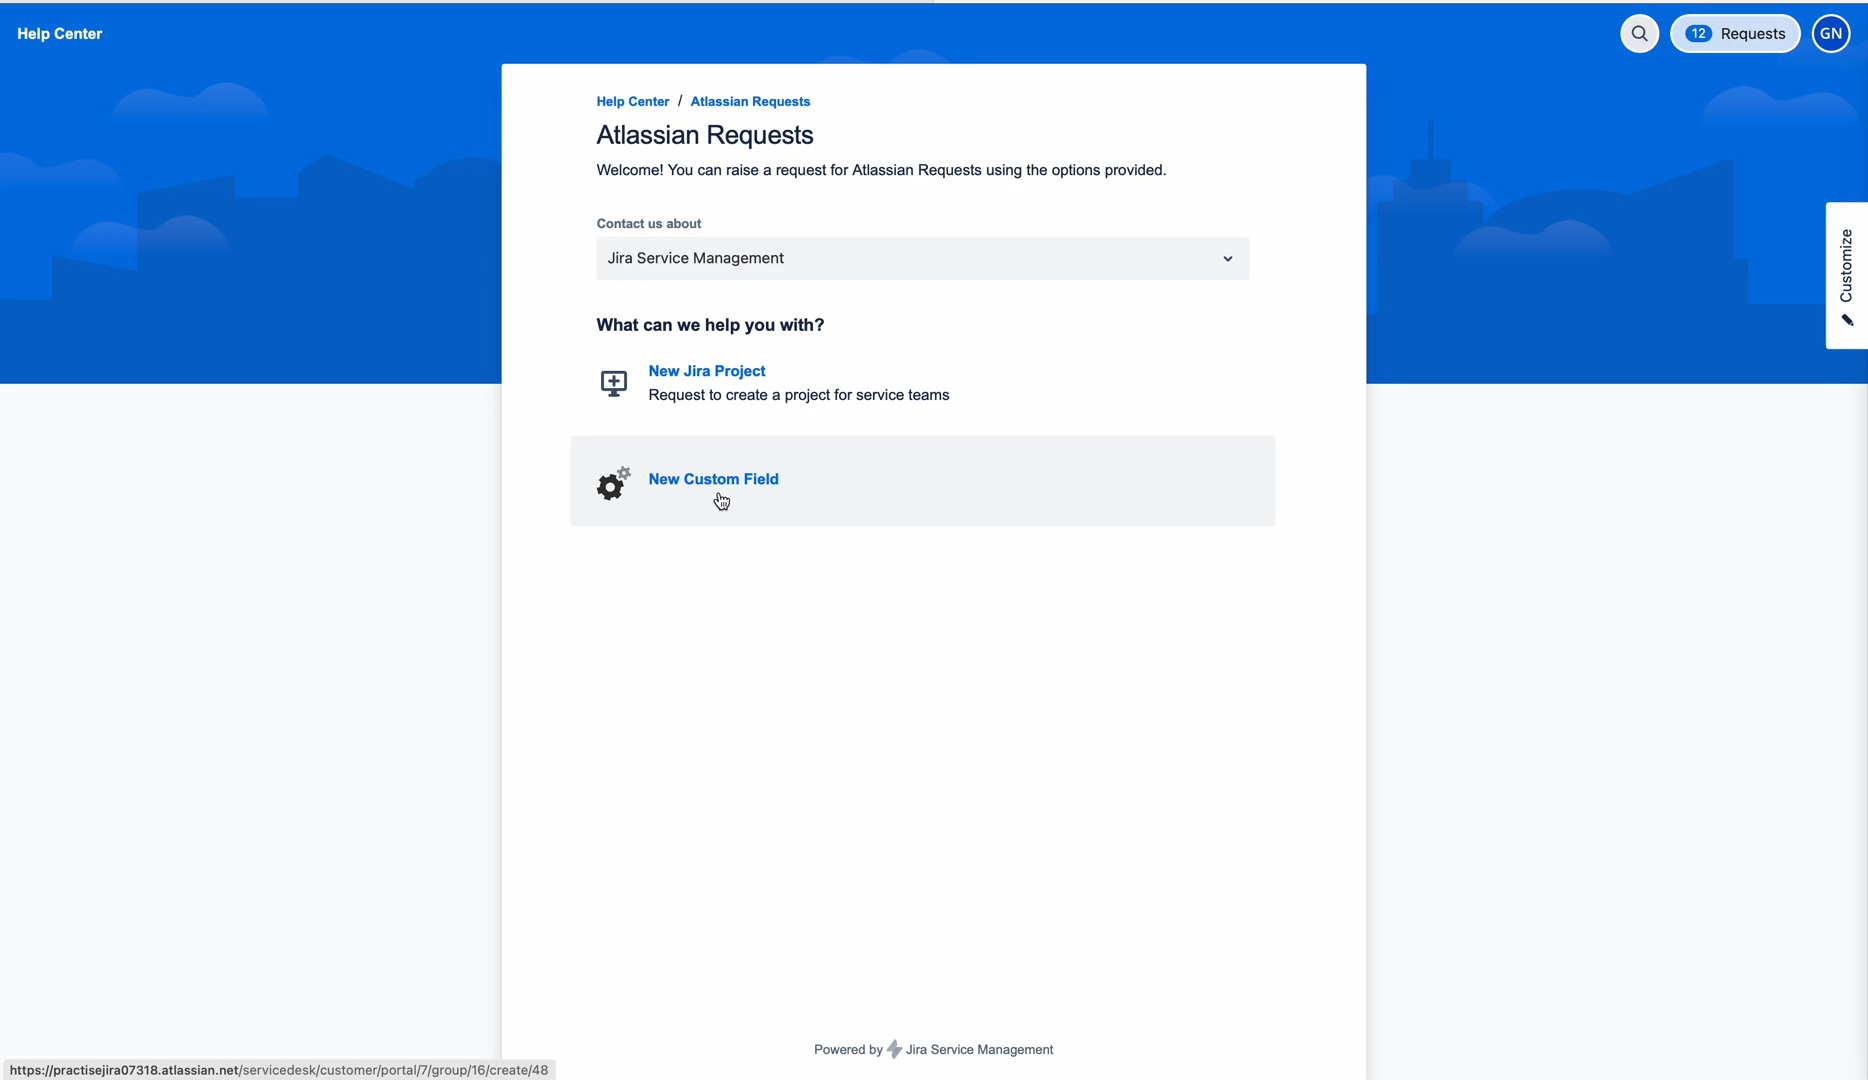 Help Center
12 Requests
GN
Help Center / Atlassian Requests
Atlassian Requests
Welcome! You can raise a request for Atlassian Requests using the options provided.
Contact us about
Jira Service Management
Customize
What can we help you with?
New Jira Project
Request to create a project for service teams
New Custom Field
Powered by Jira Service Management
https://practisejira07318.atlassian.net/servicedesk/customer/portal/7/group/16/create/48